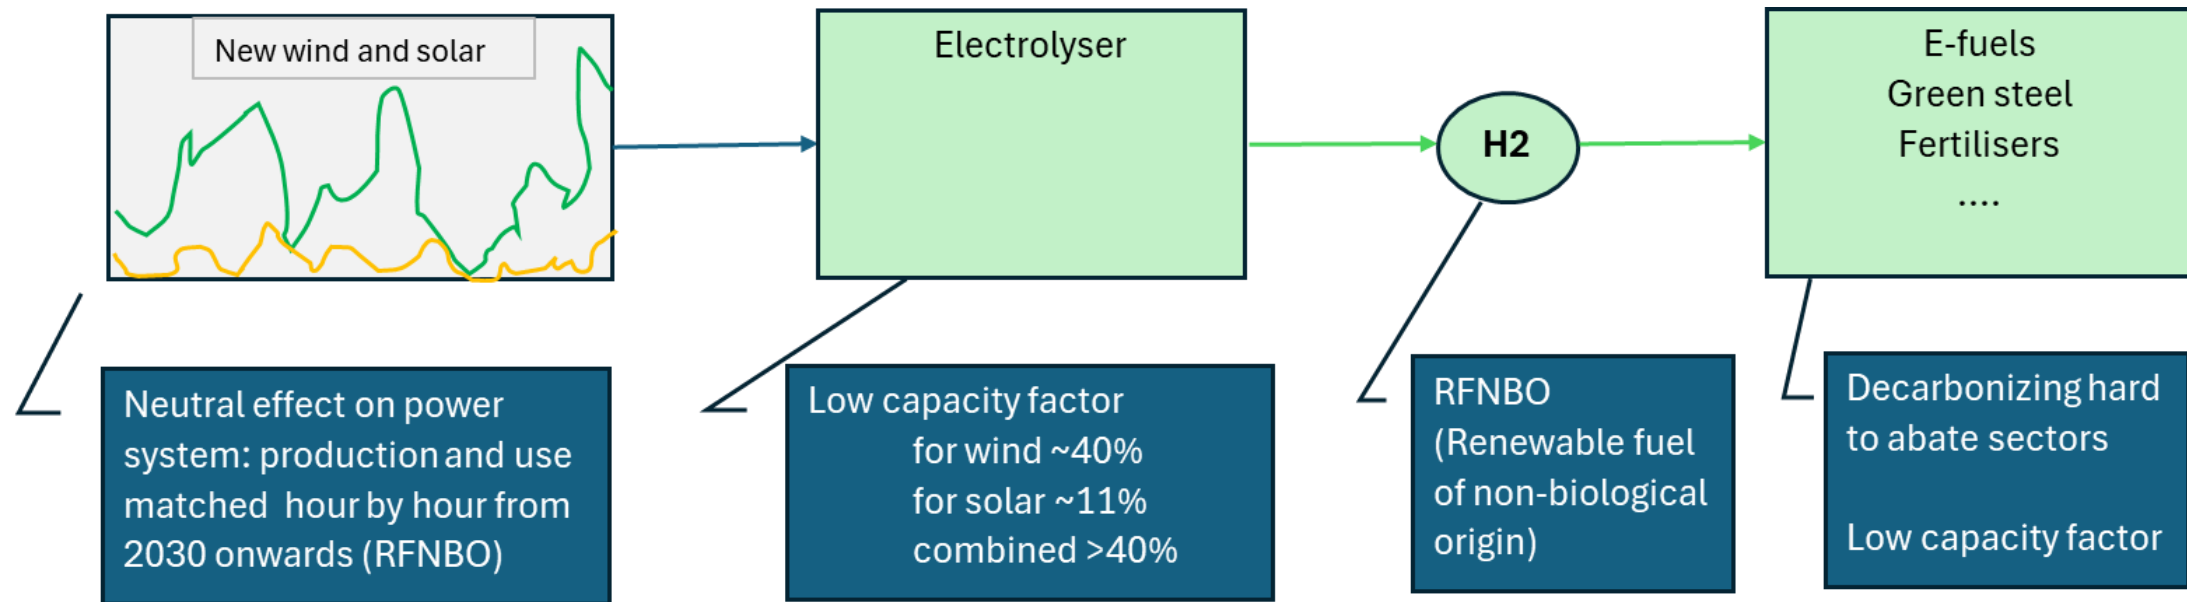 New wind and solar
Electrolyser
H2
E-fuels
Green steel
Fertilisers
....
Neutral effect on power
system: production and use
matched hour by hour from
2030 onwards (RFNBO)
Low capacity factor
for wind ~40%
for solar ~11%
combined >40%
RFNBO
(Renewable fuel
of non-biological
origin)
Decarbonizing hard
to abate sectors
Low capacity factor